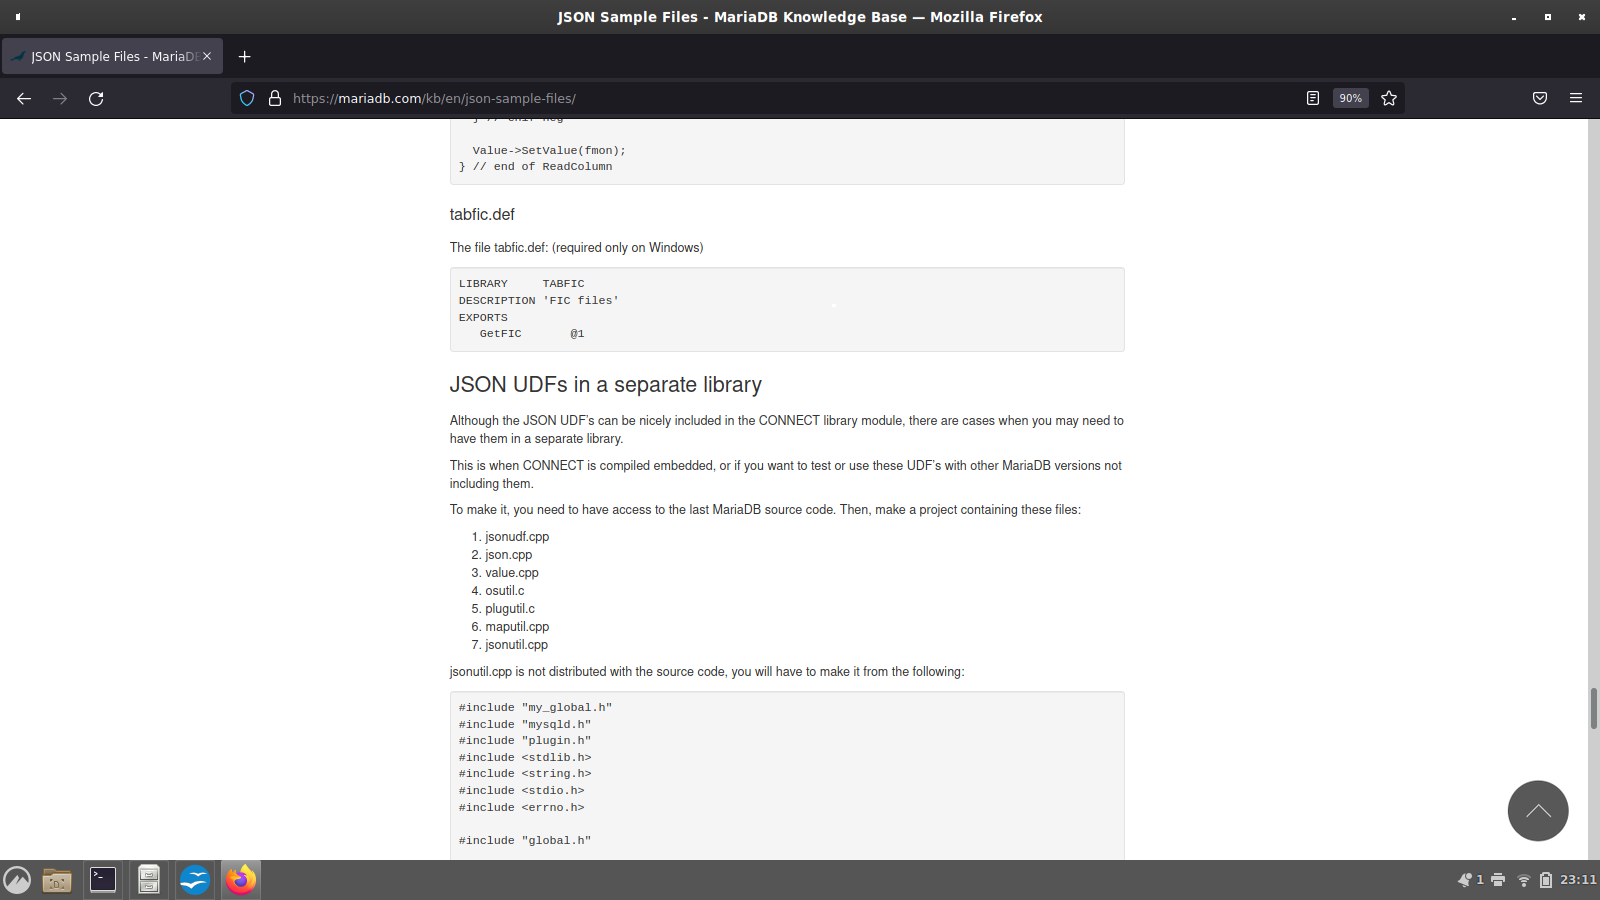 JSON Sample Files - MariaDB Knowledge Base — Mozilla Firefox
JSON Sample Files - MariaDB
https://mariadb.com/kb/en/json-sample-files/
90%
Value->SetValue(fmon);
} // end of ReadColumn
tabfic.def
The file tabfic.def: (required only on Windows)
LIBRARY     TABFIC
DESCRIPTION 'FIC files'
EXPORTS
   GetFIC       @1
JSON UDFs in a separate library
Although the JSON UDF's can be nicely included in the CONNECT library module, there are cases when you may need to
have them in a separate library.
This is when CONNECT is compiled embedded, or if you want to test or use these UDF's with other MariaDB versions not
including them.
To make it, you need to have access to the last MariaDB source code. Then, make a project containing these files:
1. jsonudf.cpp
2. json.cpp
3. value.cpp
4. osutil.c
5. plugutil.c
6. maputil.cpp
7. jsonutil.cpp
jsonutil.cpp is not distributed with the source code, you will have to make it from the following:
#include "my_global.h"
#include "mysqld.h"
#include "plugin.h"
#include <stdlib.h>
#include <string.h>
#include <stdio.h>
#include <errno.h>
#include "global.h"
1
23:11